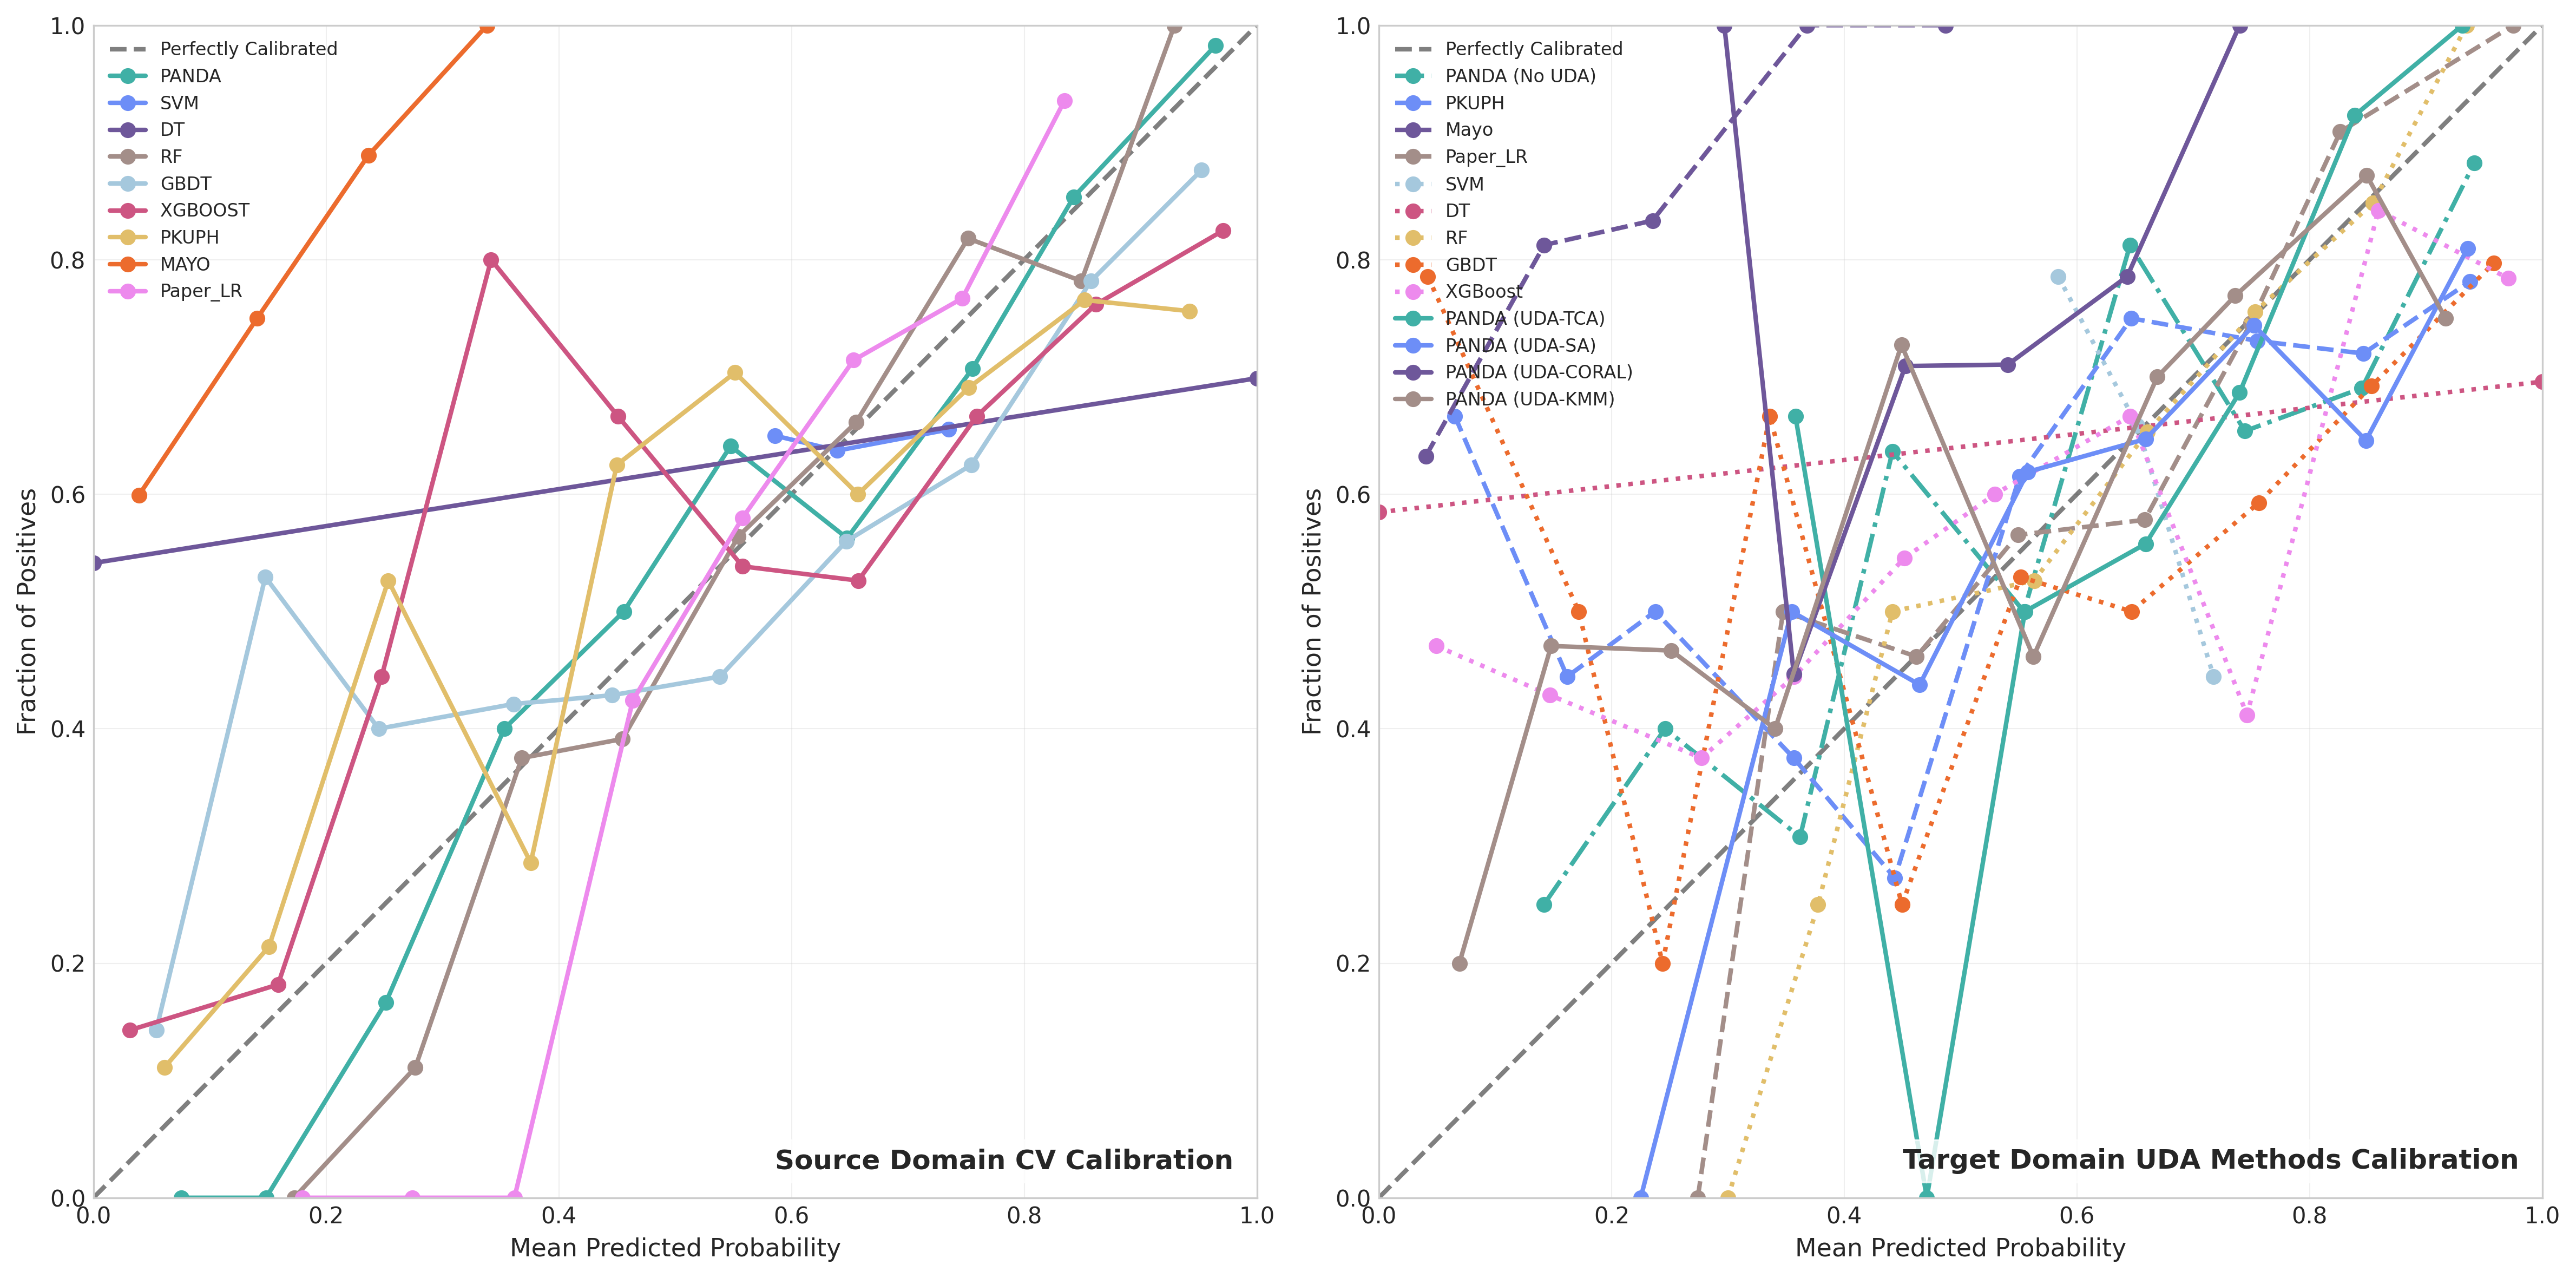 1.0
0.8
0.6
0.4
0.2
0.0
Fraction of Positives
Perfectly Calibrated
PANDA
SVM
DT
RF
GBDT
XGBOOST
PKUPH
MAYO
Paper_LR
Source Domain CV Calibration
0.0 0.2 0.4 0.6 0.8 1.0
Mean Predicted Probability
1.0
0.8
0.6
0.4
0.2
0.0
Fraction of Positives
Perfectly Calibrated
PANDA (No UDA)
PKUPH
Mayo
Paper_LR
SVM
DT
RF
GBDT
XGBoost
PANDA (UDA-TCA)
PANDA (UDA-SA)
PANDA (UDA-CORAL)
PANDA (UDA-KMM)
Target Domain UDA Methods Calibration
0.0 0.2 0.4 0.6 0.8 1.0
Mean Predicted Probability